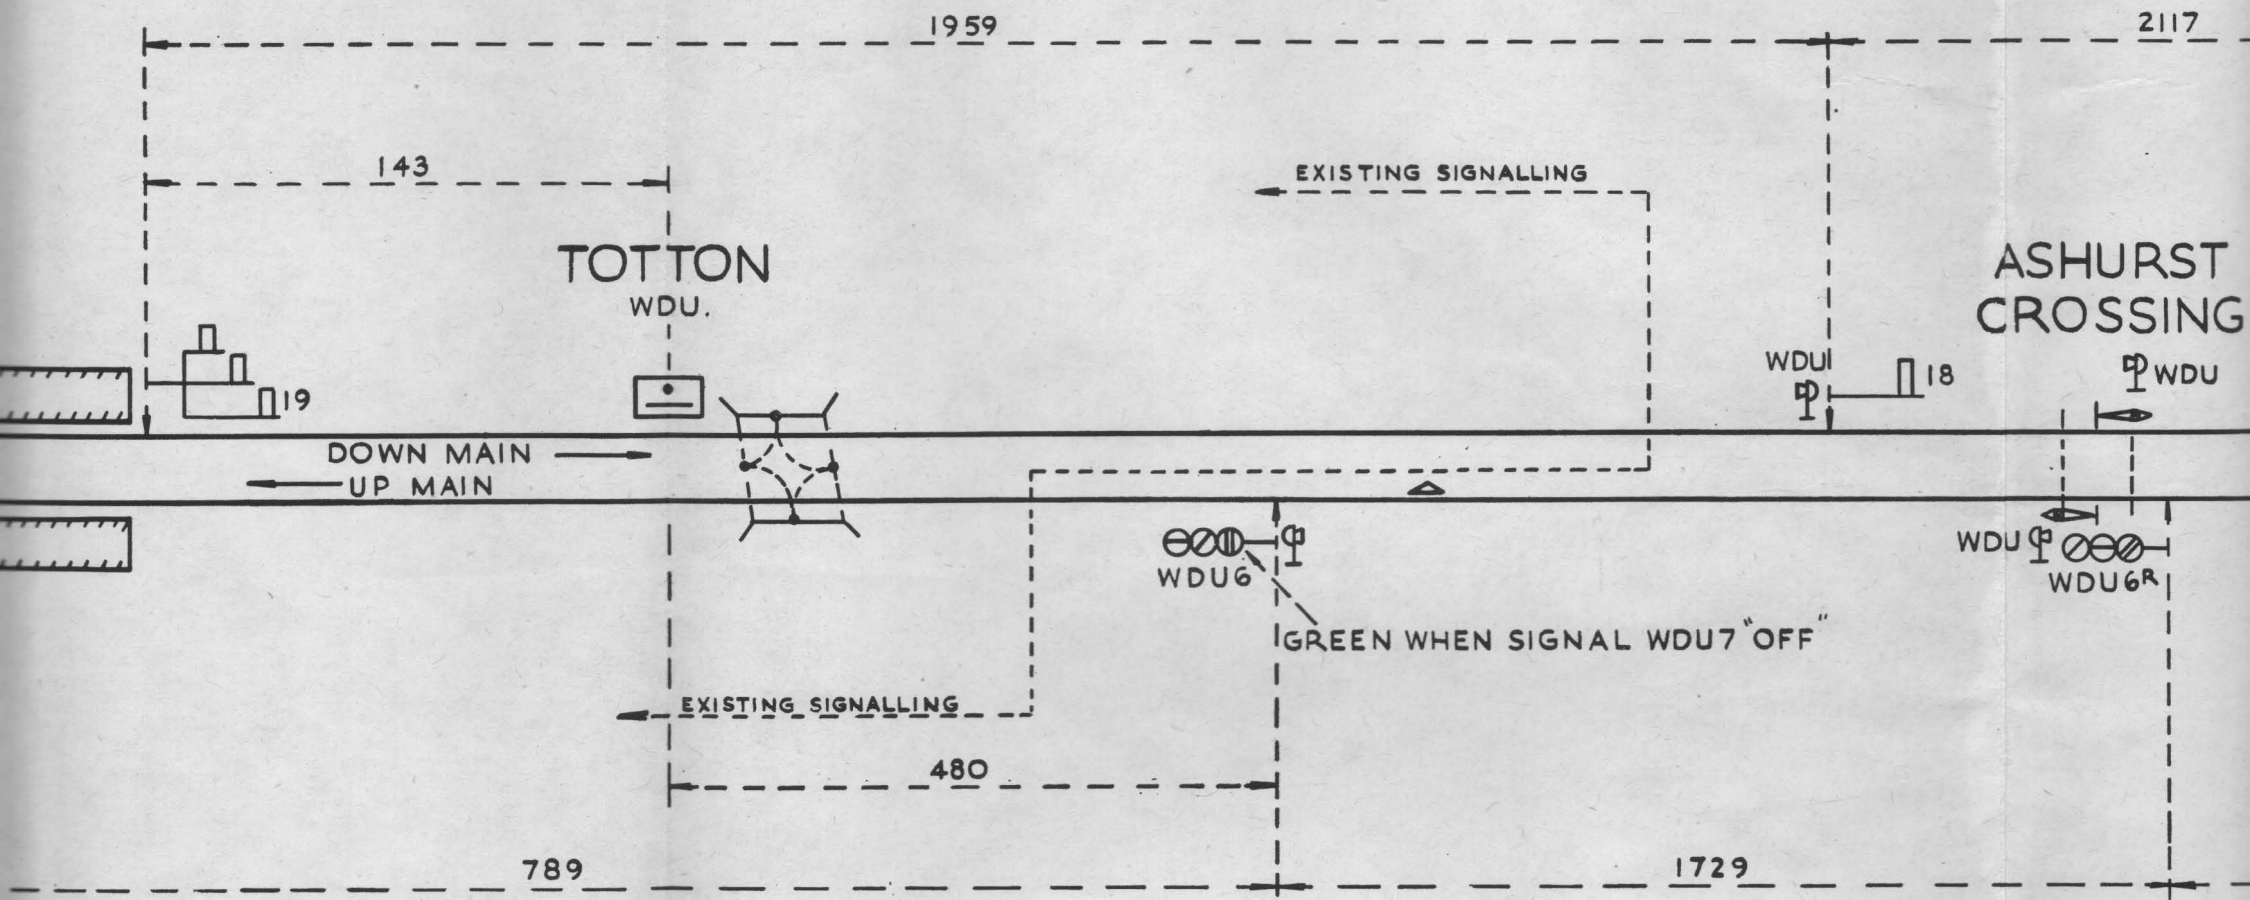 1959
2117
143
EXISTING SIGNALLING
TOTTON
WDU.
ASHURST
CROSSING
WDU
18
WDU
19
DOWN MAIN
UP MAIN
WDU6
WDU
WDU6R
GREEN WHEN SIGNAL WDU7 "OFF"
EXISTING SIGNALLING
480
789
1729